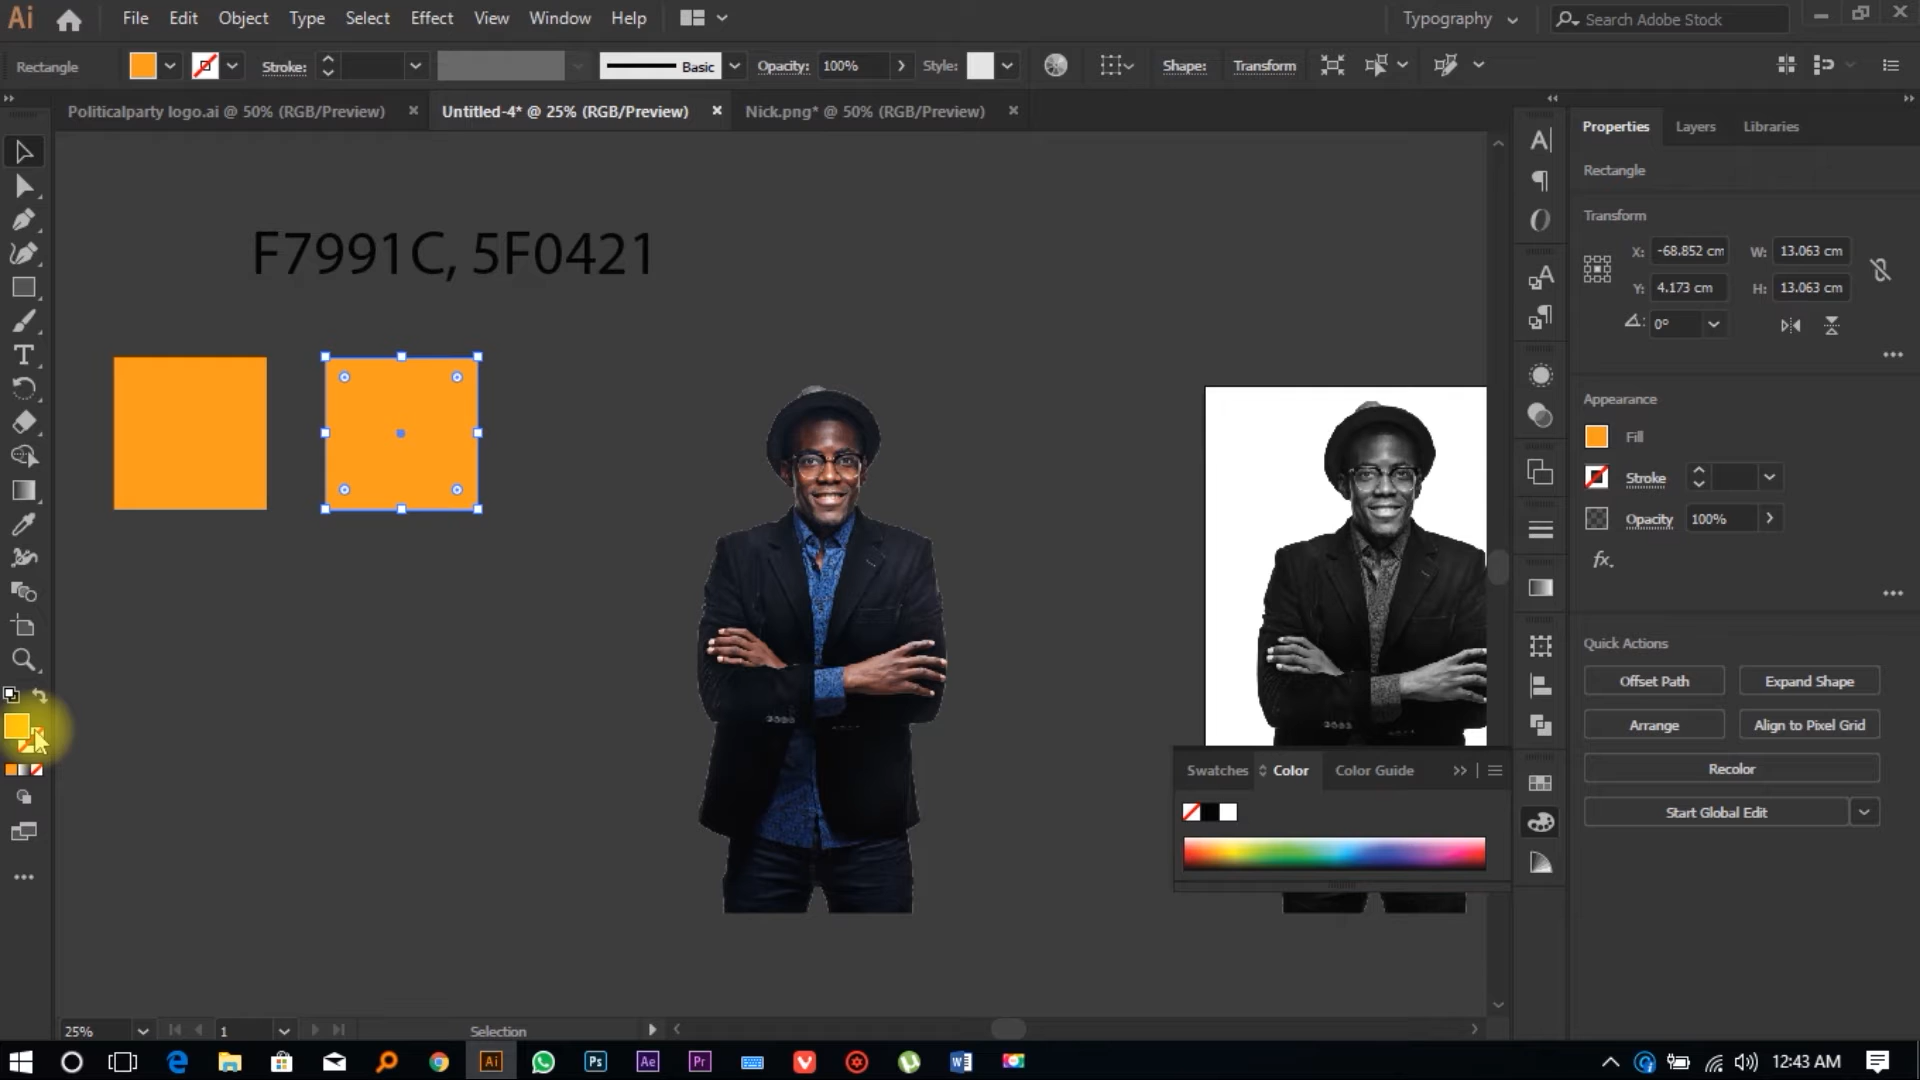 Ai File Edit Object Type Select Effect View Window Help Typography Search Adobe Stock
Rectangle Stroke: Basic Opacity: 100% Style: Shape: Transform
Politicalparty logo.ai @ 50% (RGB/Preview) Untitled-4* @ 25% (RGB/Preview) Nick.png* @ 50% (RGB/Preview)
Properties Layers Libraries
Rectangle
Transform
X: -68.852 cm W: 13.063 cm
Y: 4.173 cm H: 13.063 cm
0°
F7991C, 5F0421
Appearance
Fill
Stroke
Opacity 100%
fx.
Quick Actions
Offset Path Expand Shape
Arrange Align to Pixel Grid
Recolor
Start Global Edit
Swatches Color Color Guide
25% 1 Selection
Ai Ps Ae Pr 12:43 AM